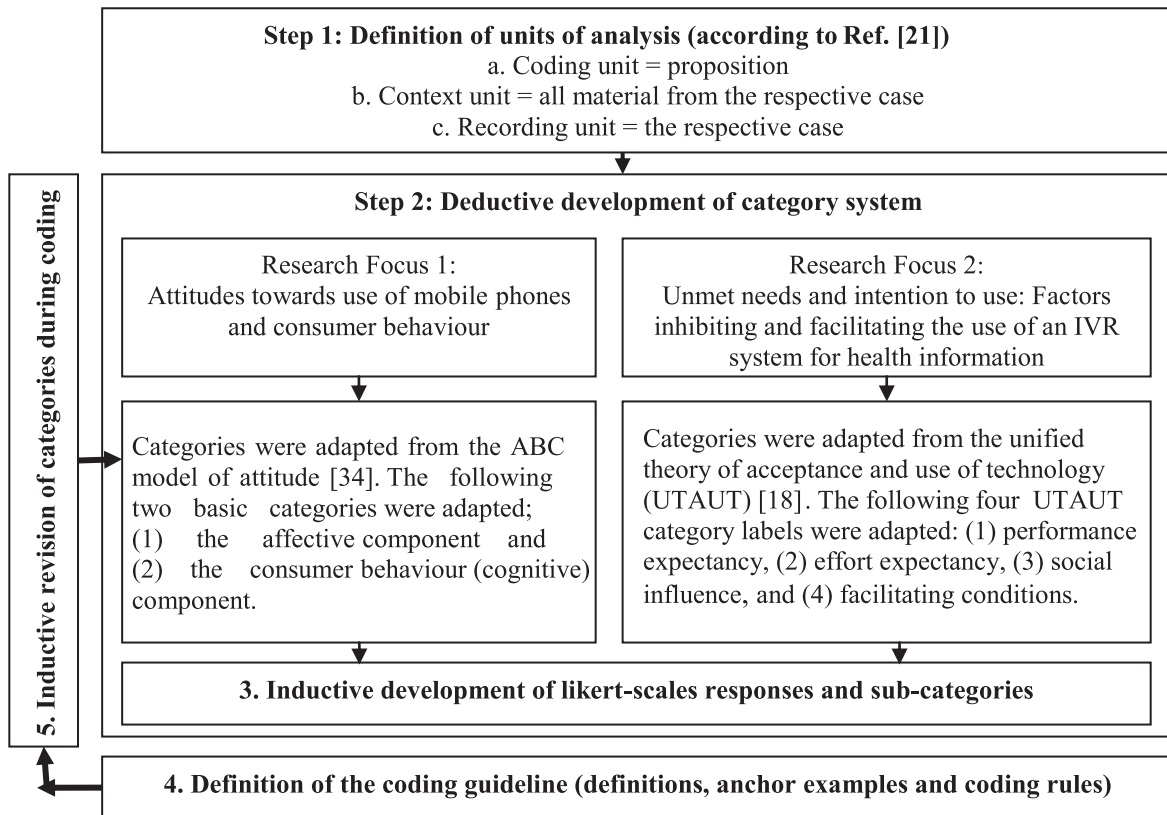 Step 1: Definition of units of analysis (according to Ref. [21])
a. Coding unit = proposition
b. Context unit = all material from the respective case
c. Recording unit = the respective case
Step 2: Deductive development of category system
Research Focus 1:
Attitudes towards use of mobile phones
and consumer behaviour
Research Focus 2:
Unmet needs and intention to use: Factors
inhibiting and facilitating the use of an IVR
system for health information
Categories were adapted from the ABC
model of attitude [34]. The following
two basic categories were adapted;
(1) the affective component and
(2) the consumer behaviour (cognitive)
component.
Categories were adapted from the unified
theory of acceptance and use of technology
(UTAUT) [18]. The following four UTAUT
category labels were adapted: (1) performance
expectancy, (2) effort expectancy, (3) social
influence, and (4) facilitating conditions.
3. Inductive development of likert-scales responses and sub-categories
4. Definition of the coding guideline (definitions, anchor examples and coding rules)
5. Inductive revision of categories during coding